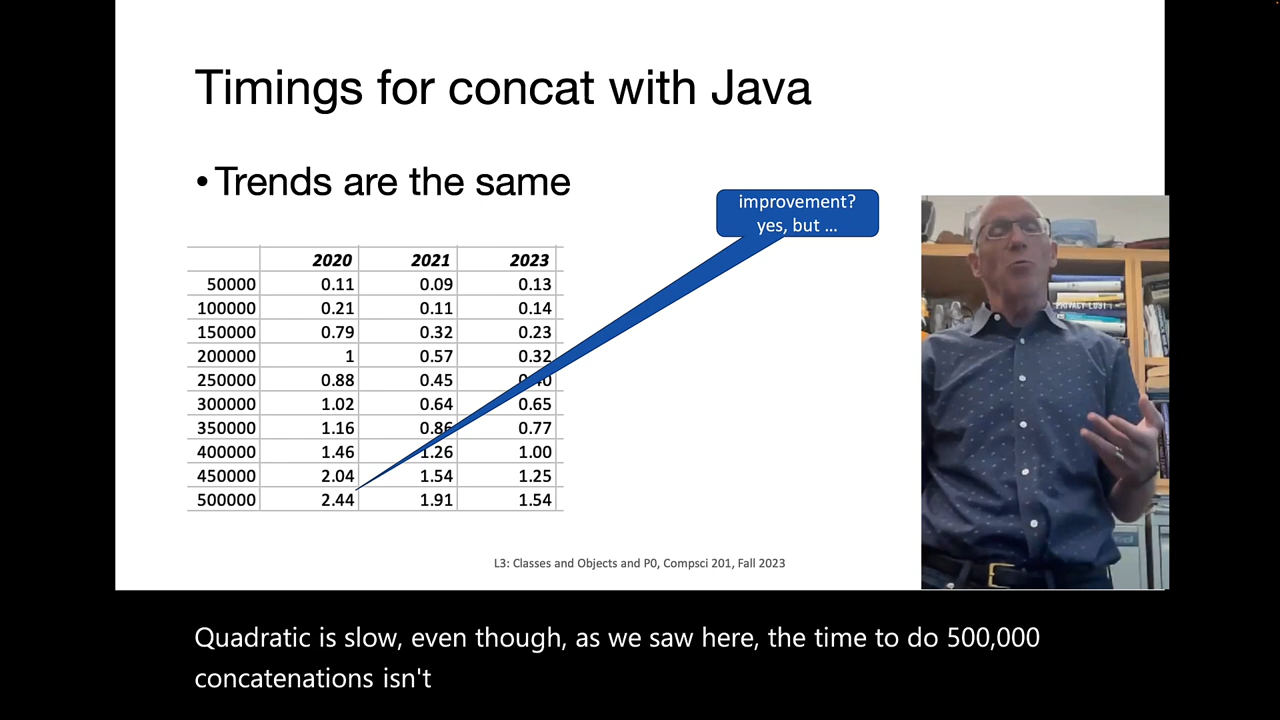 Timings for concat with Java
• Trends are the same
improvement?
yes, but ...
2020 2021 2023
50000 0.11 0.09 0.13
100000 0.21 0.11 0.14
150000 0.79 0.32 0.23
200000 1 0.57 0.32
250000 0.88 0.45
300000 1.02 0.64 0.65
350000 1.16 0.86 0.77
400000 1.46 1.26 1.00
450000 2.04 1.54 1.25
500000 2.44 1.91 1.54
PRIVACY LOST
L3: Classes and Objects and P0, Compsci 201, Fall 2023
Quadratic is slow, even though, as we saw here, the time to do 500,000
concatenations isn't